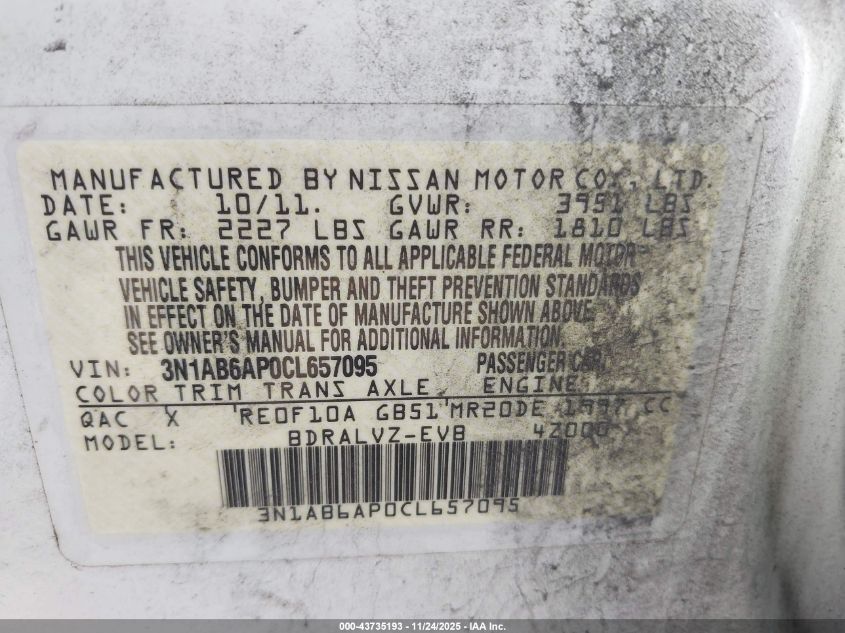 MANUFACTURED BY NISSAN MOTOR CO., LTD.
DATE: 10/11. GVWR: 3951 LBS
GAWR FR: 2227 LBS GAWR RR: 1810 LBS
THIS VEHICLE CONFORMS TO ALL APPLICABLE FEDERAL MOTOR
VEHICLE SAFETY, BUMPER AND THEFT PREVENTION STANDARDS
IN EFFECT ON THE DATE OF MANUFACTURE SHOWN ABOVE.
SEE OWNER'S MANUAL FOR ADDITIONAL INFORMATION.
VIN: 3N1AB6AP0CL657095 PASSENGER CAR
COLOR TRIM TRANS AXLE ENGINE
QAC X RE0F10A GB51 MR20DE 1997 CC
MODEL: BDRALVZ-EVB 4Z000
3N1AB6AP0CL657095
000-43735193 - 11/24/2025 - IAA Inc.